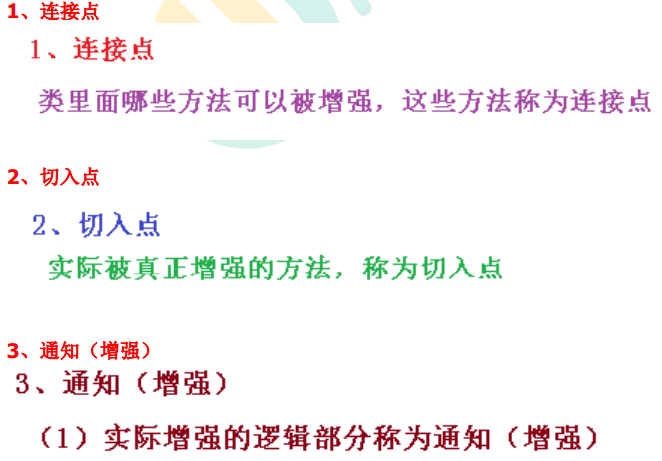 1、连接点
1、连接点
类里面哪些方法可以被增强，这些方法称为连接点
2、切入点
2、切入点
实际被真正增强的方法，称为切入点
3、通知（增强）
3、通知（增强）
（1）实际增强的逻辑部分称为通知（增强）